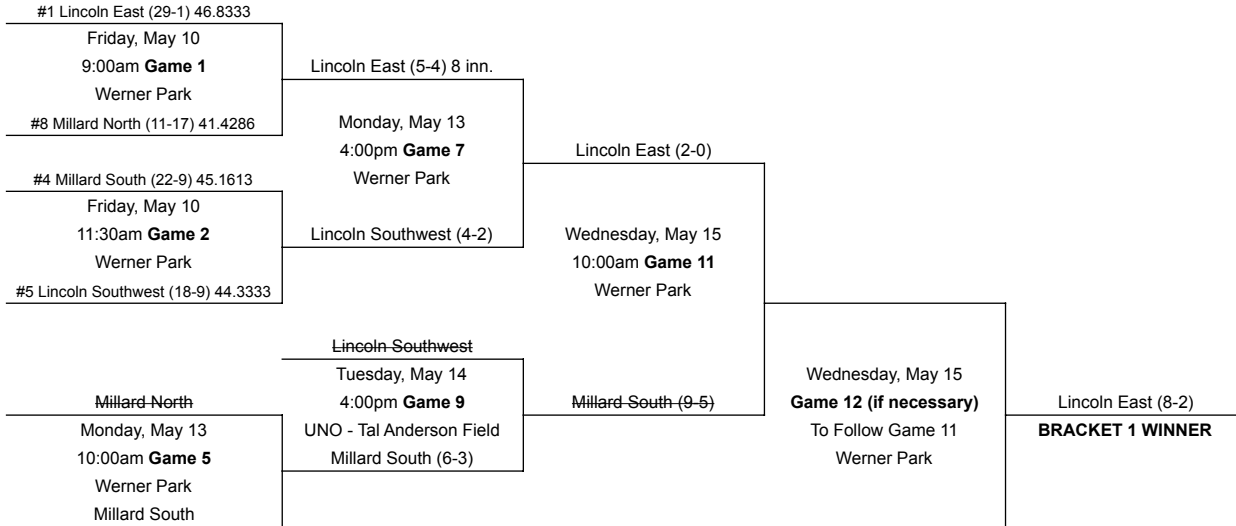 #1 Lincoln East (29-1) 46.8333
Friday, May 10
9:00am Game 1
Werner Park
#8 Millard North (11-17) 41.4286
#4 Millard South (22-9) 45.1613
Friday, May 10
11:30am Game 2
Werner Park
#5 Lincoln Southwest (18-9) 44.3333
Millard North
Monday, May 13
10:00am Game 5
Werner Park
Millard South
Lincoln East (5-4) 8 inn.
Monday, May 13
4:00pm Game 7
Werner Park
Lincoln Southwest (4-2)
Lincoln Southwest
Tuesday, May 14
4:00pm Game 9
UNO - Tal Anderson Field
Millard South (6-3)
Lincoln East (2-0)
Wednesday, May 15
10:00am Game 11
Werner Park
Millard South (9-5)
Wednesday, May 15
Game 12 (if necessary)
To Follow Game 11
Werner Park
Lincoln East (8-2)
BRACKET 1 WINNER